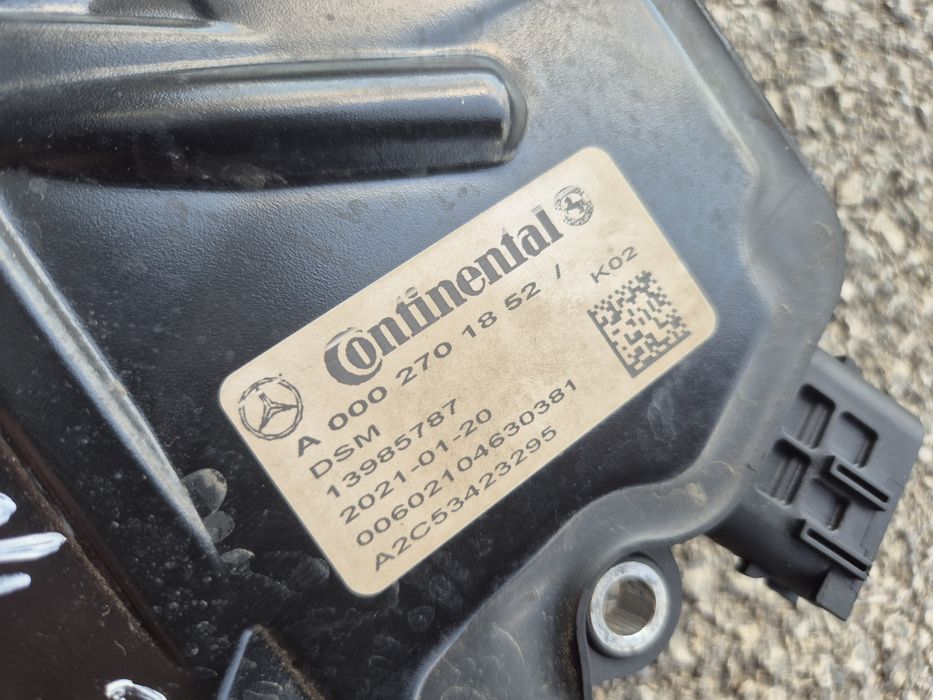 Continental
A 000 270 18 52 / K02
DSM
13985787
2021-01-20
00602104630381
A2C53423295